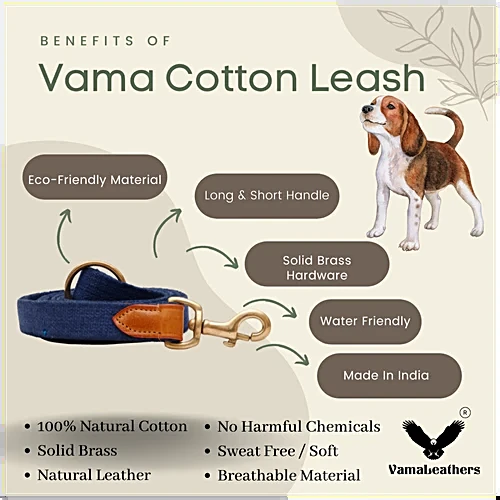 BENEFITS OF
Vama Cotton Leash
Eco-Friendly Material
Long & Short Handle
Solid Brass
Hardware
Water Friendly
Made In India
• 100% Natural Cotton
• Solid Brass
• Natural Leather
• No Harmful Chemicals
• Sweat Free / Soft
• Breathable Material
®
VamaLeathers